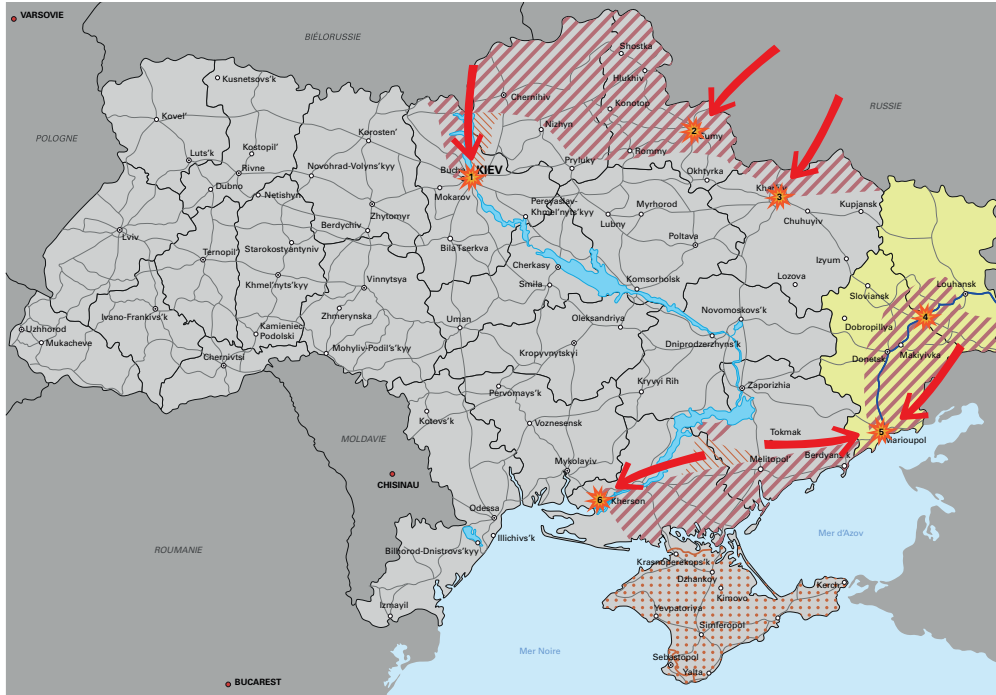 VARSOVIE
BIÉLORUSSIE
Shostka
Hlukhiv
Kusnetsovs'k
Chernihiv
Konotop
RUSSIE
Kovel'
Nizhyn
2
Sumy
POLOGNE
Korosten'
Luts'k
Kostopil'
Rommy
Pryluky
Rivne
Novohrad-Volyns'kyy
Buch
KIEV
1
Okhtyrka
Dubno
Netishyn
Mokarov
Kharkiv
3
Zhytomyr
Pereyaslav-
Khmel'nyts'kyy
Myrhorod
Kupjansk
Berdychiv
Lubny
Chuhuyiv
Lviv
Poltava
Starokostyantyniv
Bila Tserkva
Ternopil'
Izyum
Cherkasy
Khmel'nyts'kyy
Vinnytsya
Smila
Komsorholsk
Lozova
Louhansk
Sloviansk
Ivano-Frankivs'k
Zhmerynska
Uman
Oleksandriya
Novomoskovs'k
4
Uzhhorod
Mukacheve
Kamieniec
Podolski
Dobropillya
Dniprodzerzhyns'k
Mohyliv-Podil's'kyy
Kropyvnytskyi
Chernivtsi
Donetsk
Makiyivka
Kryvyi Rih
Zaporizhia
Pervomays'k
Kotovs'k
Voznesensk
Tokmak
5
Marioupol
MOLDAVIE
Melitopol'
Berdyans'k
Mykolayiv
CHISINAU
6
Kherson
Odessa
Illichivs'k
Mer d'Azov
ROUMANIE
Bilhorod-Dnistrovs'kyy
Krasnoperekops'k
Dzhankoy
Kerch
Kimovo
Izmayil
Yevpatoriya
Simferopol
Mer Noire
Sebastopol
Yalta
BUCAREST